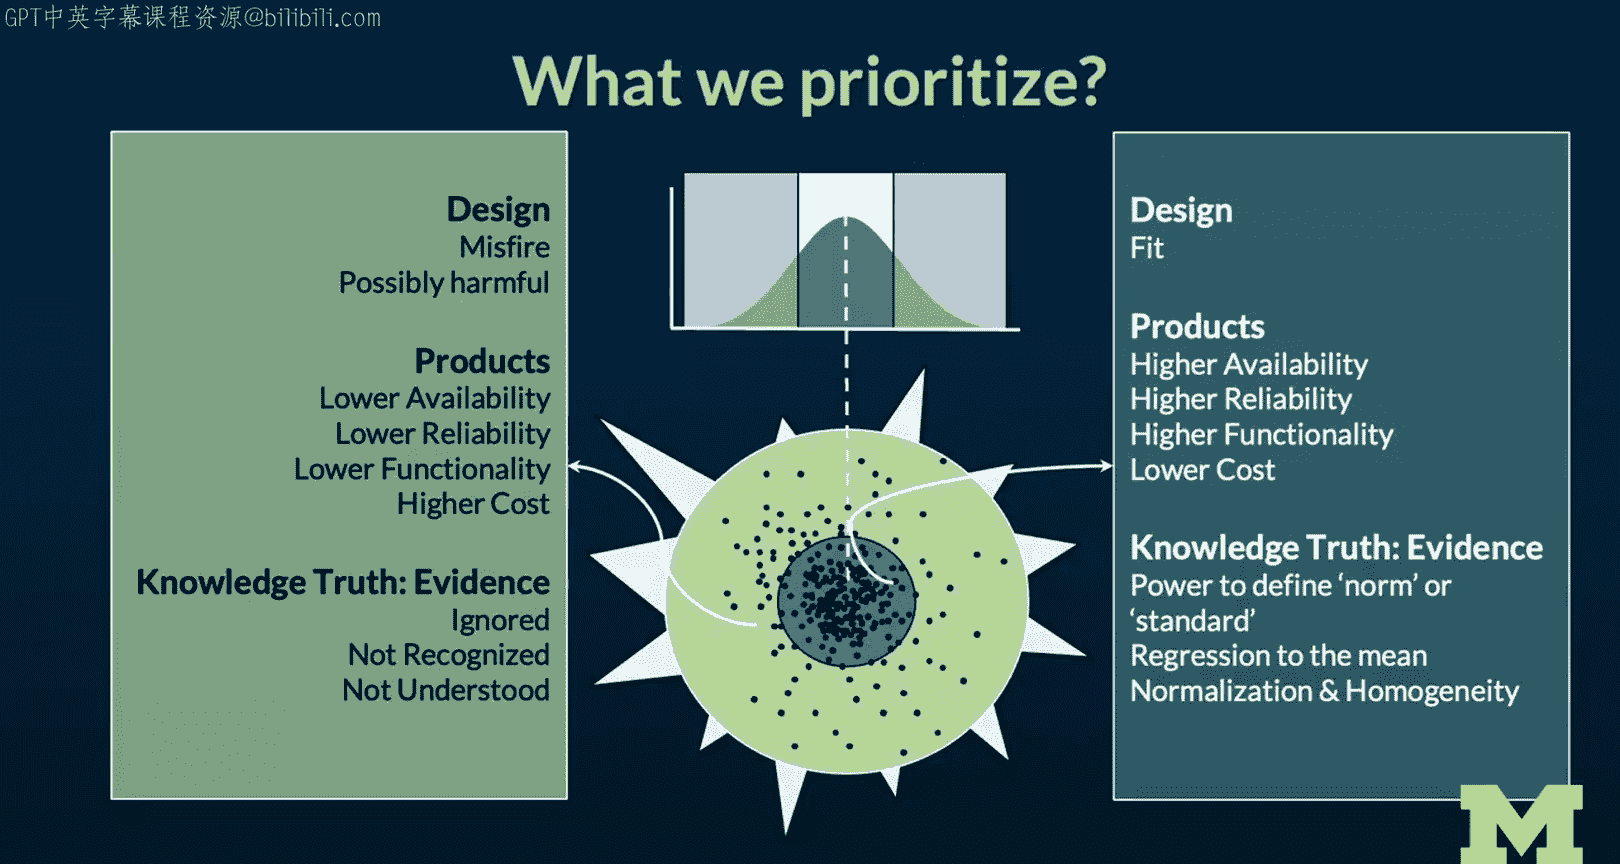 GPT中英字幕课程资源@bilibili.com
What we prioritize?
Design
Misfire
Possibly harmful
Products
Lower Availability
Lower Reliability
Lower Functionality
Higher Cost
Knowledge Truth: Evidence
Ignored
Not Recognized
Not Understood
Design
Fit
Products
Higher Availability
Higher Reliability
Higher Functionality
Lower Cost
Knowledge Truth: Evidence
Power to define ‘norm’ or
‘standard’
Regression to the mean
Normalization & Homogeneity
M